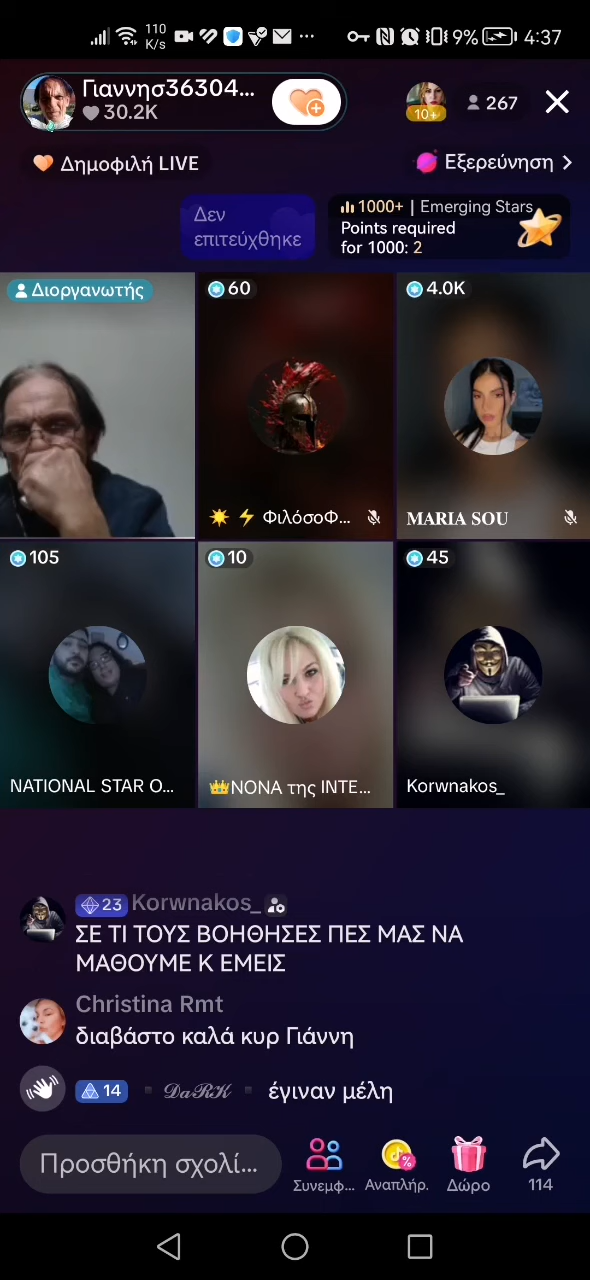 110
K/s
9%
4:37
Γιαννησ36304...
30.2K
10+
267
Δημοφιλή LIVE
Εξερεύνηση
Δεν
επιτεύχθηκε
1000+ | Emerging Stars
Points required
for 1000: 2
Διοργανωτής
60
4.0K
ΦιλόσοΦ...
MARIA SOU
105
10
45
NATIONAL STAR O...
NONA της INTE...
Korwnakos_
23 Korwnakos_
ΣΕ ΤΙ ΤΟΥΣ ΒΟΗΘΗΣΕΣ ΠΕΣ ΜΑΣ ΝΑ
ΜΑΘΟΥΜΕ Κ ΕΜΕΙΣ
Christina Rmt
διαβάστο καλά κυρ Γιάννη
14 𝒟𝒶ℛ𝒦 έγιναν μέλη
Προσθήκη σχολί...
Συνεμφ...
Αναπλήρ.
Δώρο
114